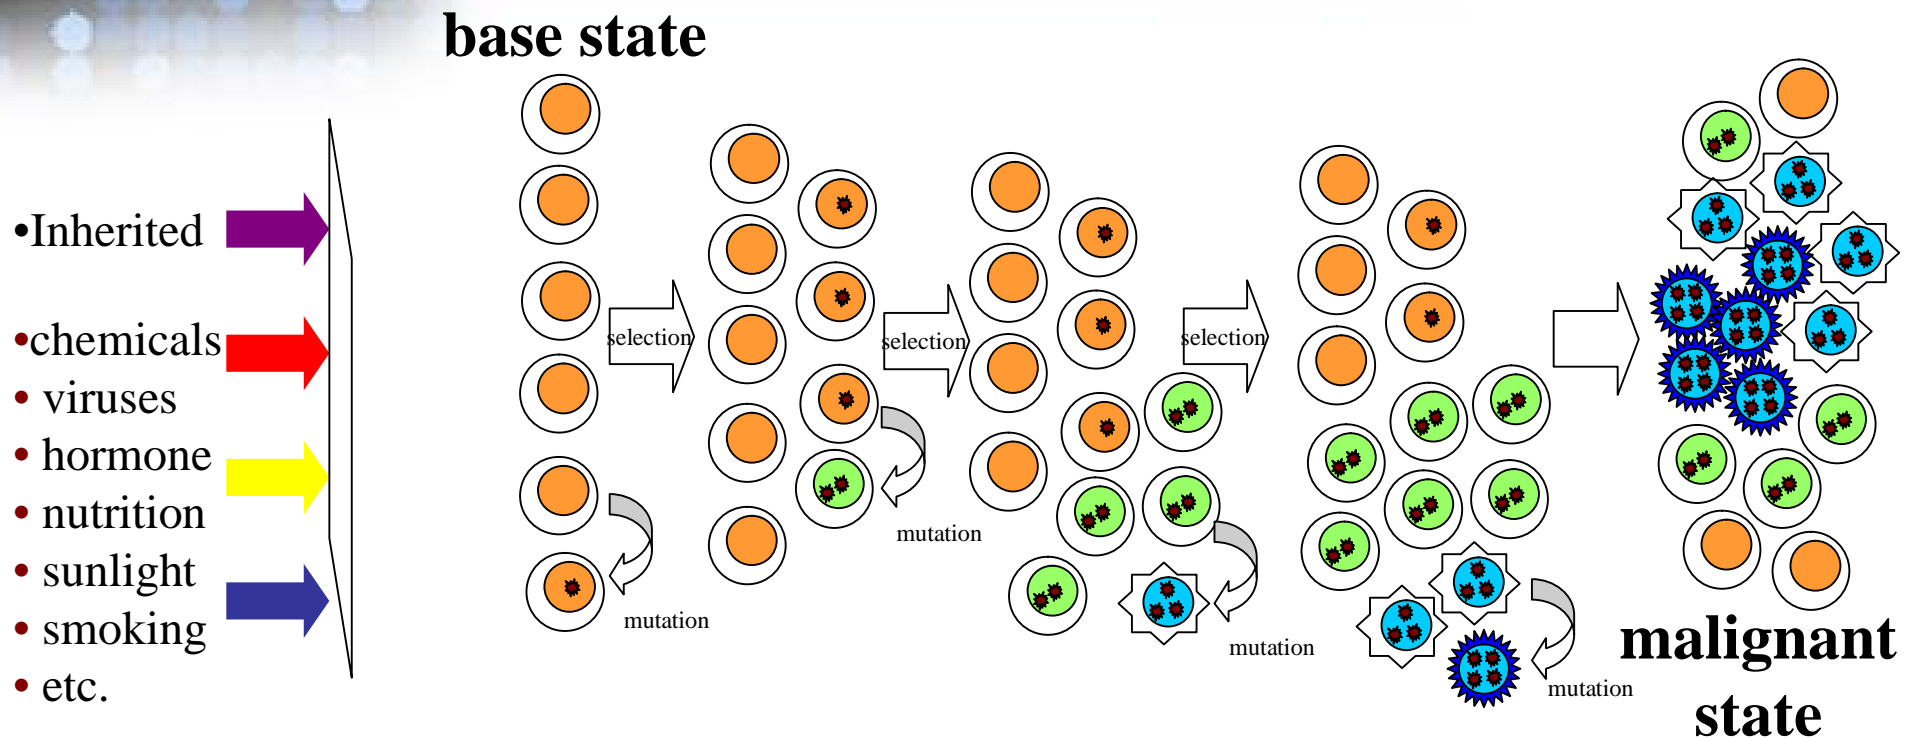 base state
•Inherited
•chemicals
• viruses
• hormone
• nutrition
• sunlight
• smoking
• etc.
selection
selection
selection
mutation
mutation
mutation
mutation
malignant
state